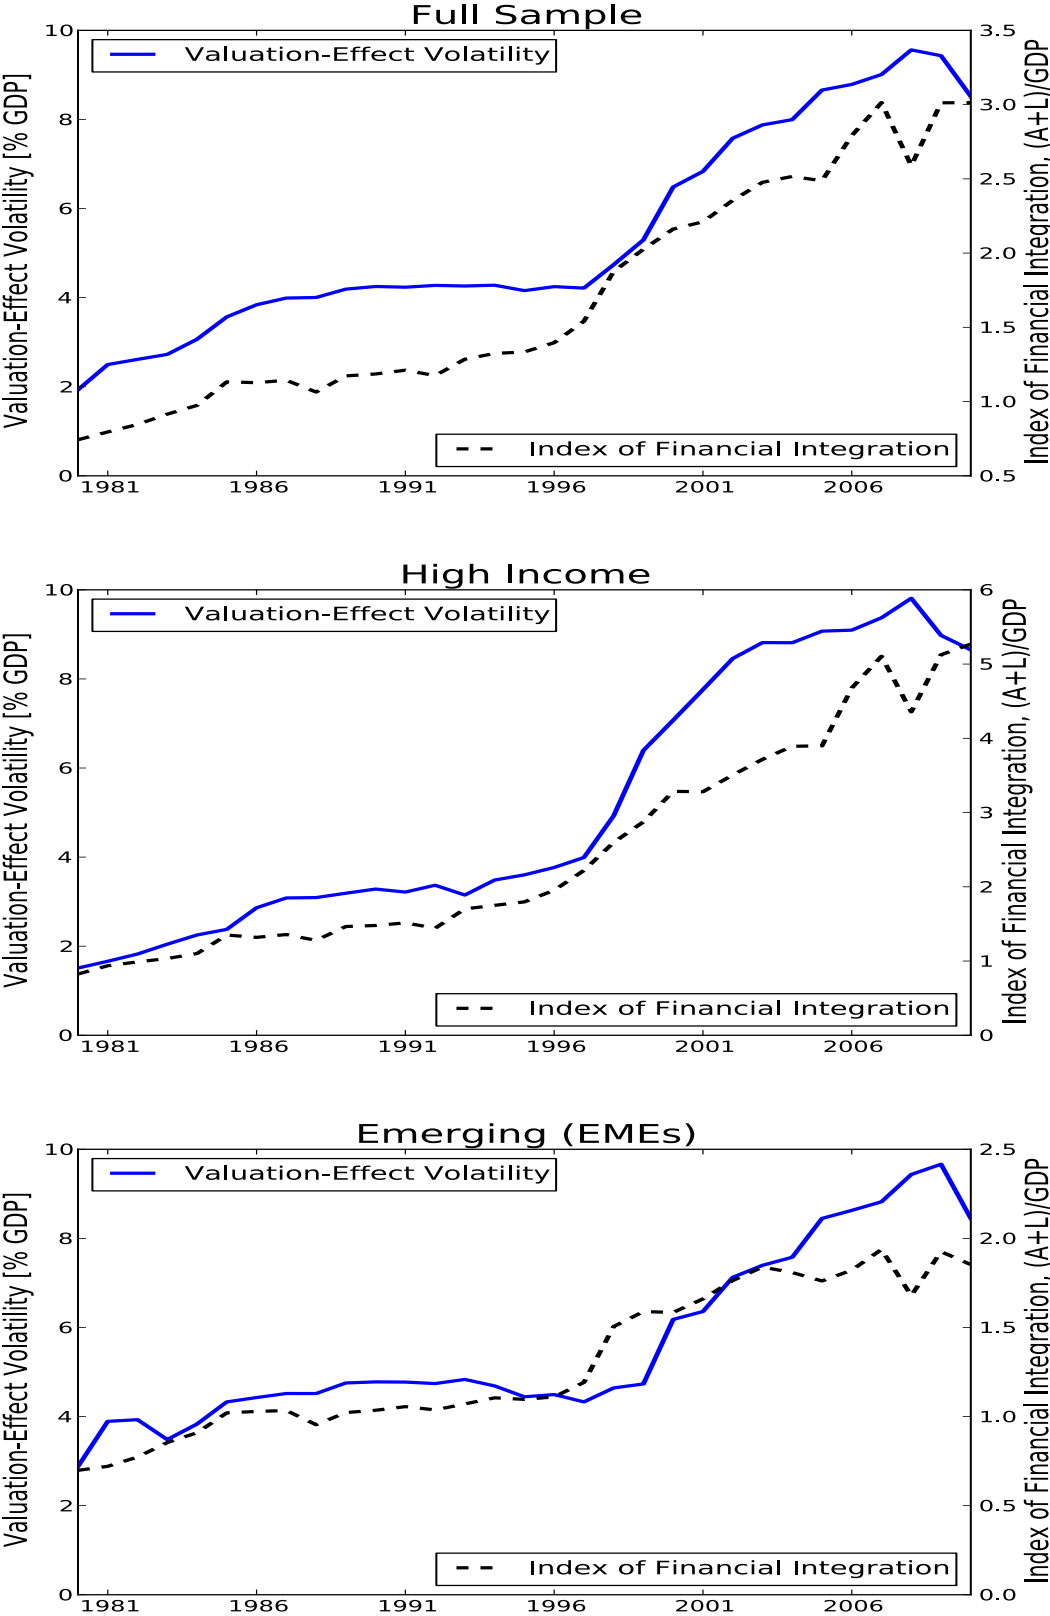 Full Sample
Valuation-Effect Volatility
Index of Financial Integration
Valuation-Effect Volatility [% GDP]
Index of Financial Integration, (A+L)/GDP
10
8
6
4
2
0
3.5
3.0
2.5
2.0
1.5
1.0
0.5
1981 1986 1991 1996 2001 2006
High Income
Valuation-Effect Volatility
Index of Financial Integration
Valuation-Effect Volatility [% GDP]
Index of Financial Integration, (A+L)/GDP
10
8
6
4
2
0
6
5
4
3
2
1
0
1981 1986 1991 1996 2001 2006
Emerging (EMEs)
Valuation-Effect Volatility
Index of Financial Integration
Valuation-Effect Volatility [% GDP]
Index of Financial Integration, (A+L)/GDP
10
8
6
4
2
0
2.5
2.0
1.5
1.0
0.5
0.0
1981 1986 1991 1996 2001 2006